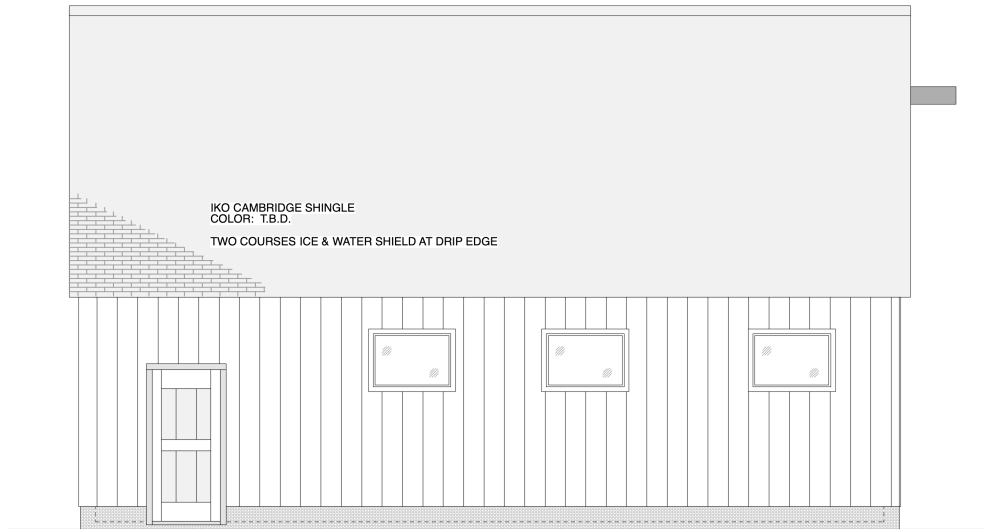 IKO CAMBRIDGE SHINGLE
COLOR: T.B.D.
TWO COURSES ICE & WATER SHIELD AT DRIP EDGE